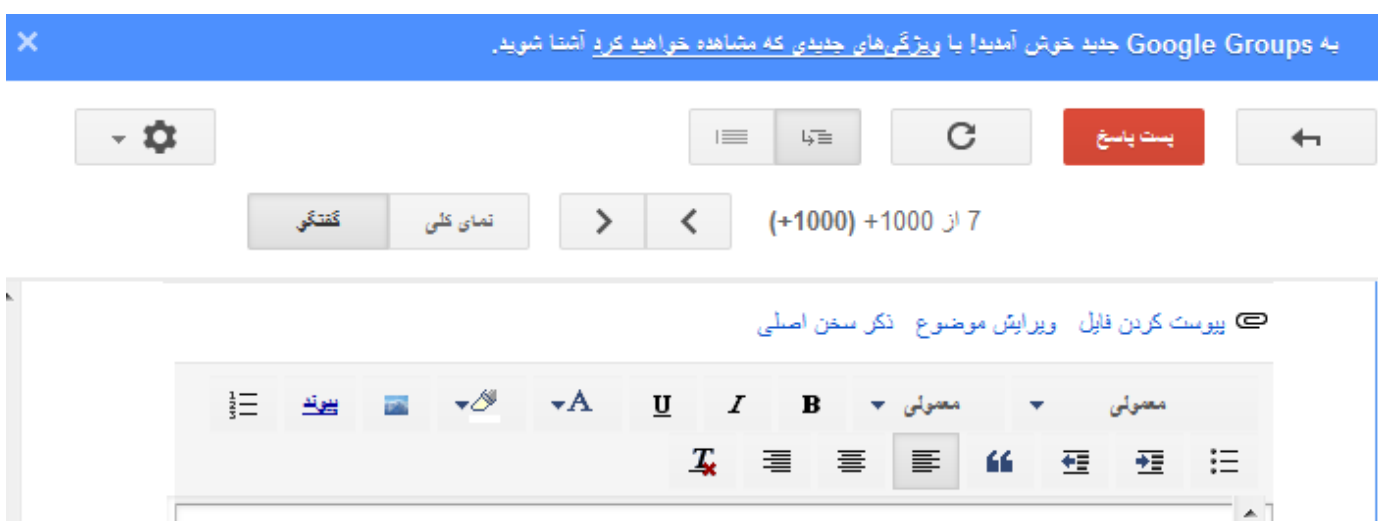 به Google Groups جدید خوش آمدید! با ویژگی‌های جدیدی که مشاهده خواهید کرد آشنا شوید.
پست پاسخ
7 از 1000+ (1000+)
نمای کلی گفتگو
پیوست کردن فایل ویرایش موضوع ذکر سخن اصلی
معمولی معمولی B I U A پیوند